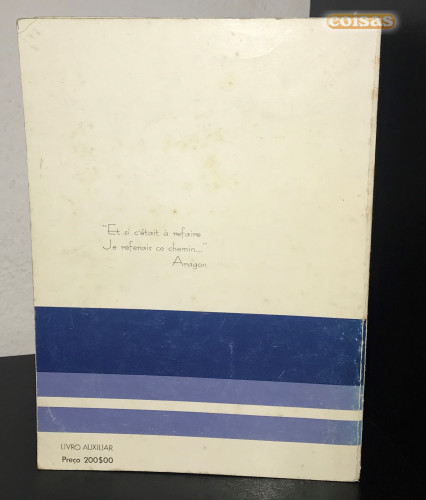 coisas
"Et si c'était à refaire
Je referais ce chemin..."
Aragon
LIVRO AUXILIAR
Preço 200$00